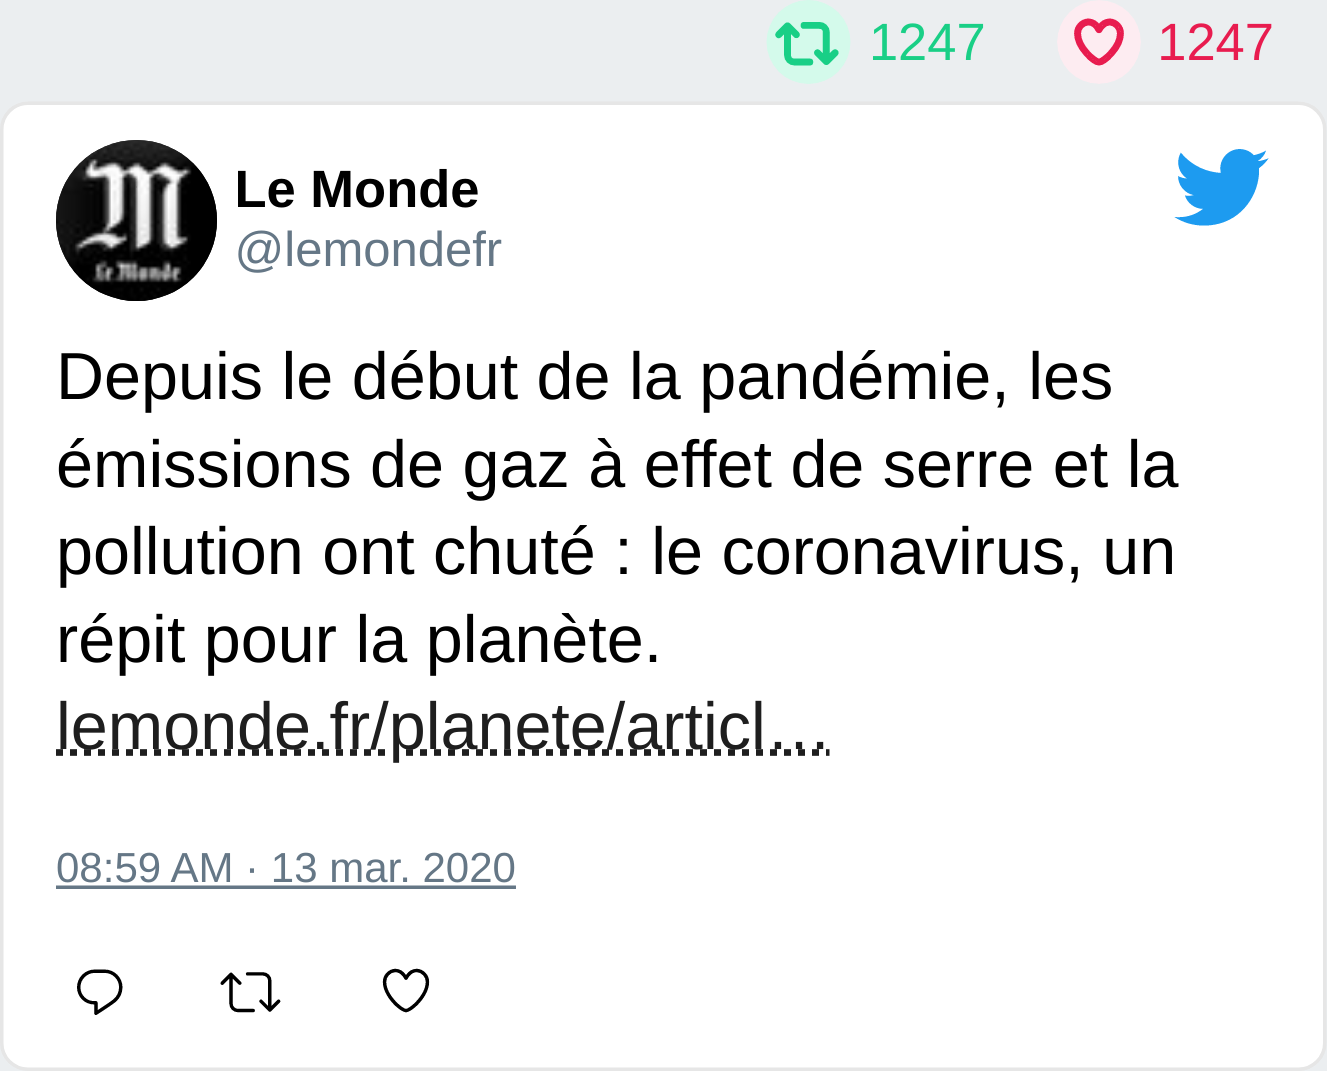 1247 1247
Le Monde
Le Monde
@lemondefr
Depuis le début de la pandémie, les
émissions de gaz à effet de serre et la
pollution ont chuté : le coronavirus, un
répit pour la planète.
lemonde.fr/planete/articl…
08:59 AM · 13 mar. 2020